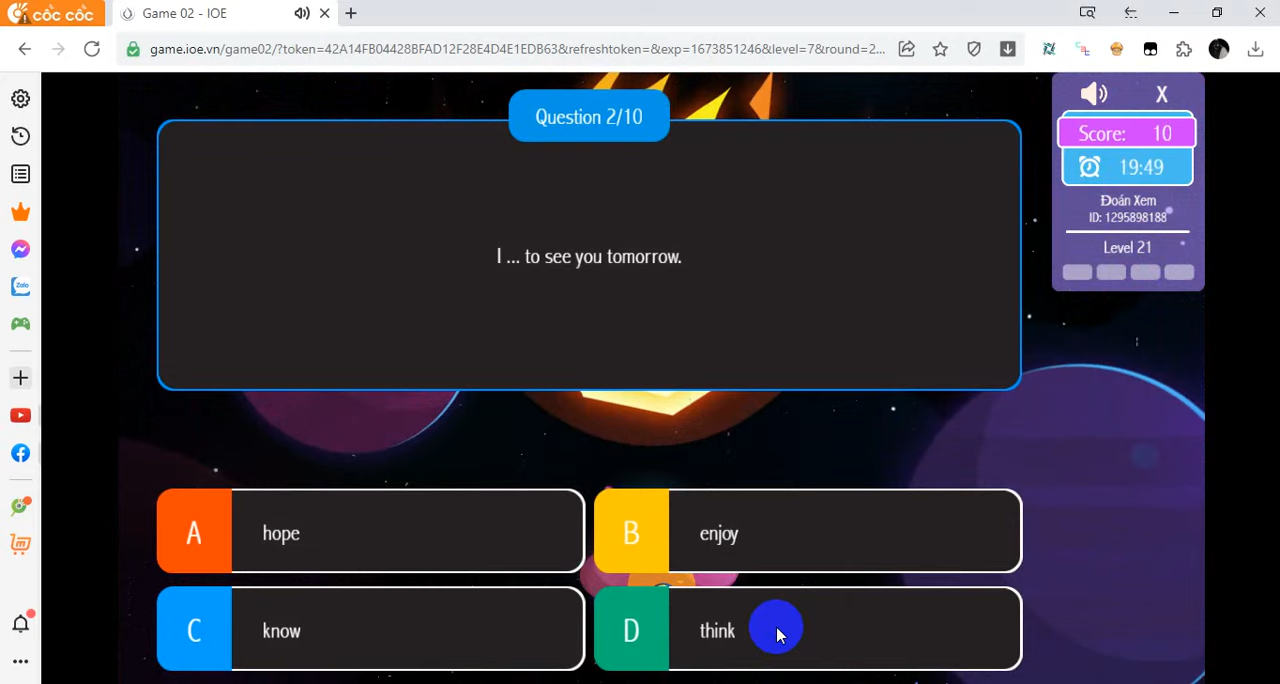 cốc cốc
Game 02 - IOE
game.ioe.vn/game02/?token=42A14FB04428BFAD12F28E4D4E1EDB63&refreshtoken=&exp=1673851246&level=7&round=2...
Question 2/10
I ... to see you tomorrow.
X
Score: 10
19:49
Đoán Xem
ID: 1295898188
Level 21
Zalo
A hope
B enjoy
C know
D think